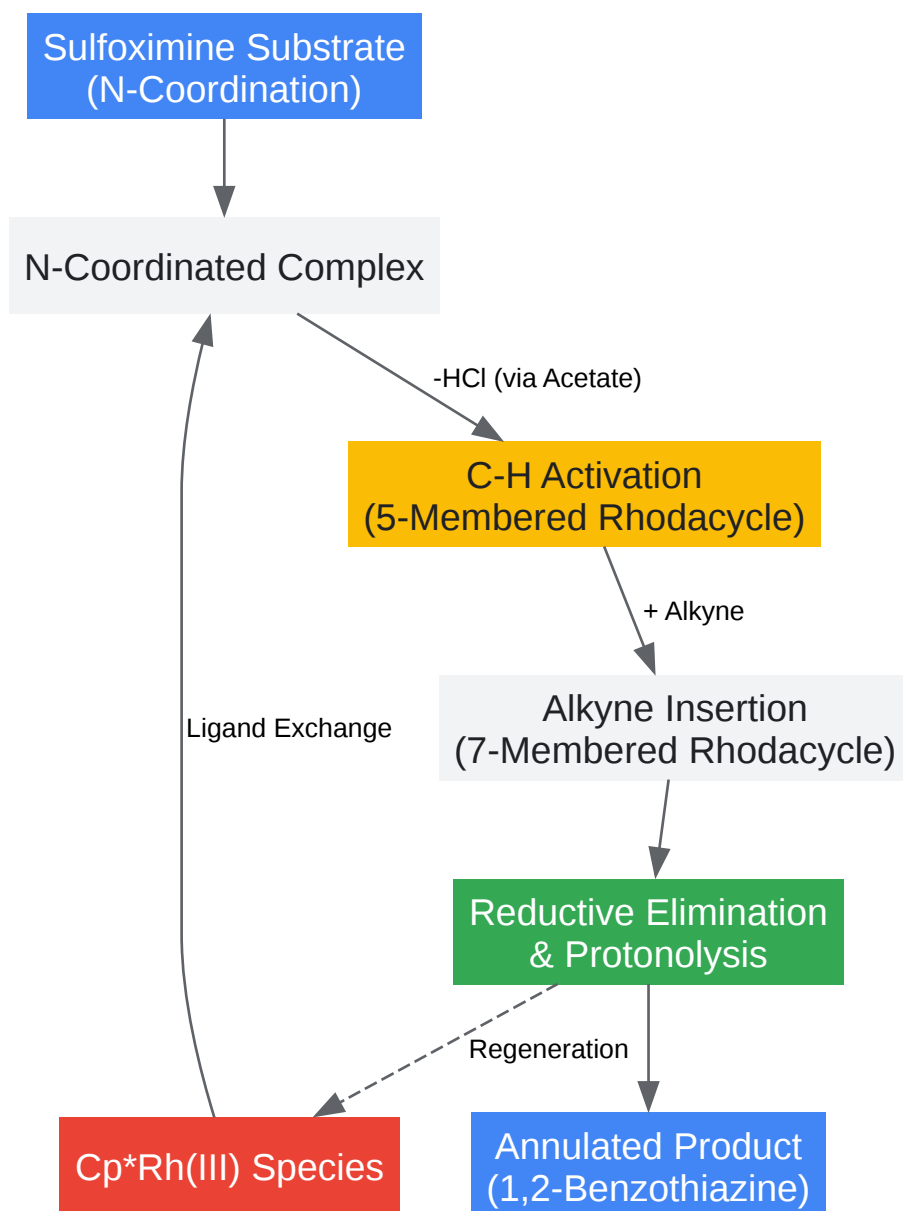 Sulfoximine Substrate
(N-Coordination)
N-Coordinated Complex
-HCl (via Acetate)
C-H Activation
(5-Membered Rhodacycle)
+ Alkyne
Alkyne Insertion
(7-Membered Rhodacycle)
Ligand Exchange
Reductive Elimination
& Protonolysis
Regeneration
Cp*Rh(III) Species
Annulated Product
(1,2-Benzothiazine)